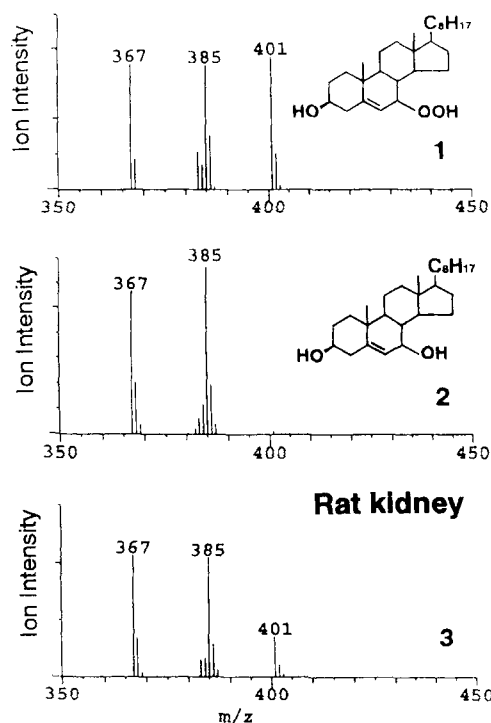 Ion Intensity
367
385
401
C₈H₁₇
HO
OOH
1
350
400
450
Ion Intensity
367
385
C₈H₁₇
HO
OH
2
350
400
450
Rat kidney
Ion Intensity
367
385
401
3
350
400
450
m/z